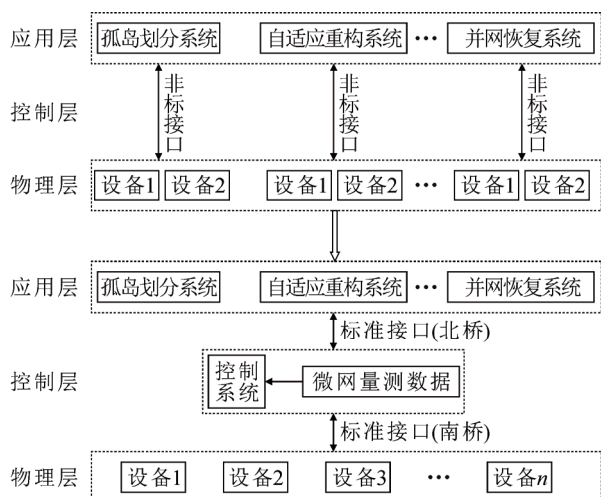 应用层 孤岛划分系统 自适应重构系统 ··· 并网恢复系统
控制层 非标接口 非标接口 非标接口
物理层 设备1 设备2 设备1 设备2 ··· 设备1 设备2
应用层 孤岛划分系统 自适应重构系统 ··· 并网恢复系统
标准接口(北桥)
控制层 控制系统 微网量测数据
标准接口(南桥)
物理层 设备1 设备2 设备3 ··· 设备n